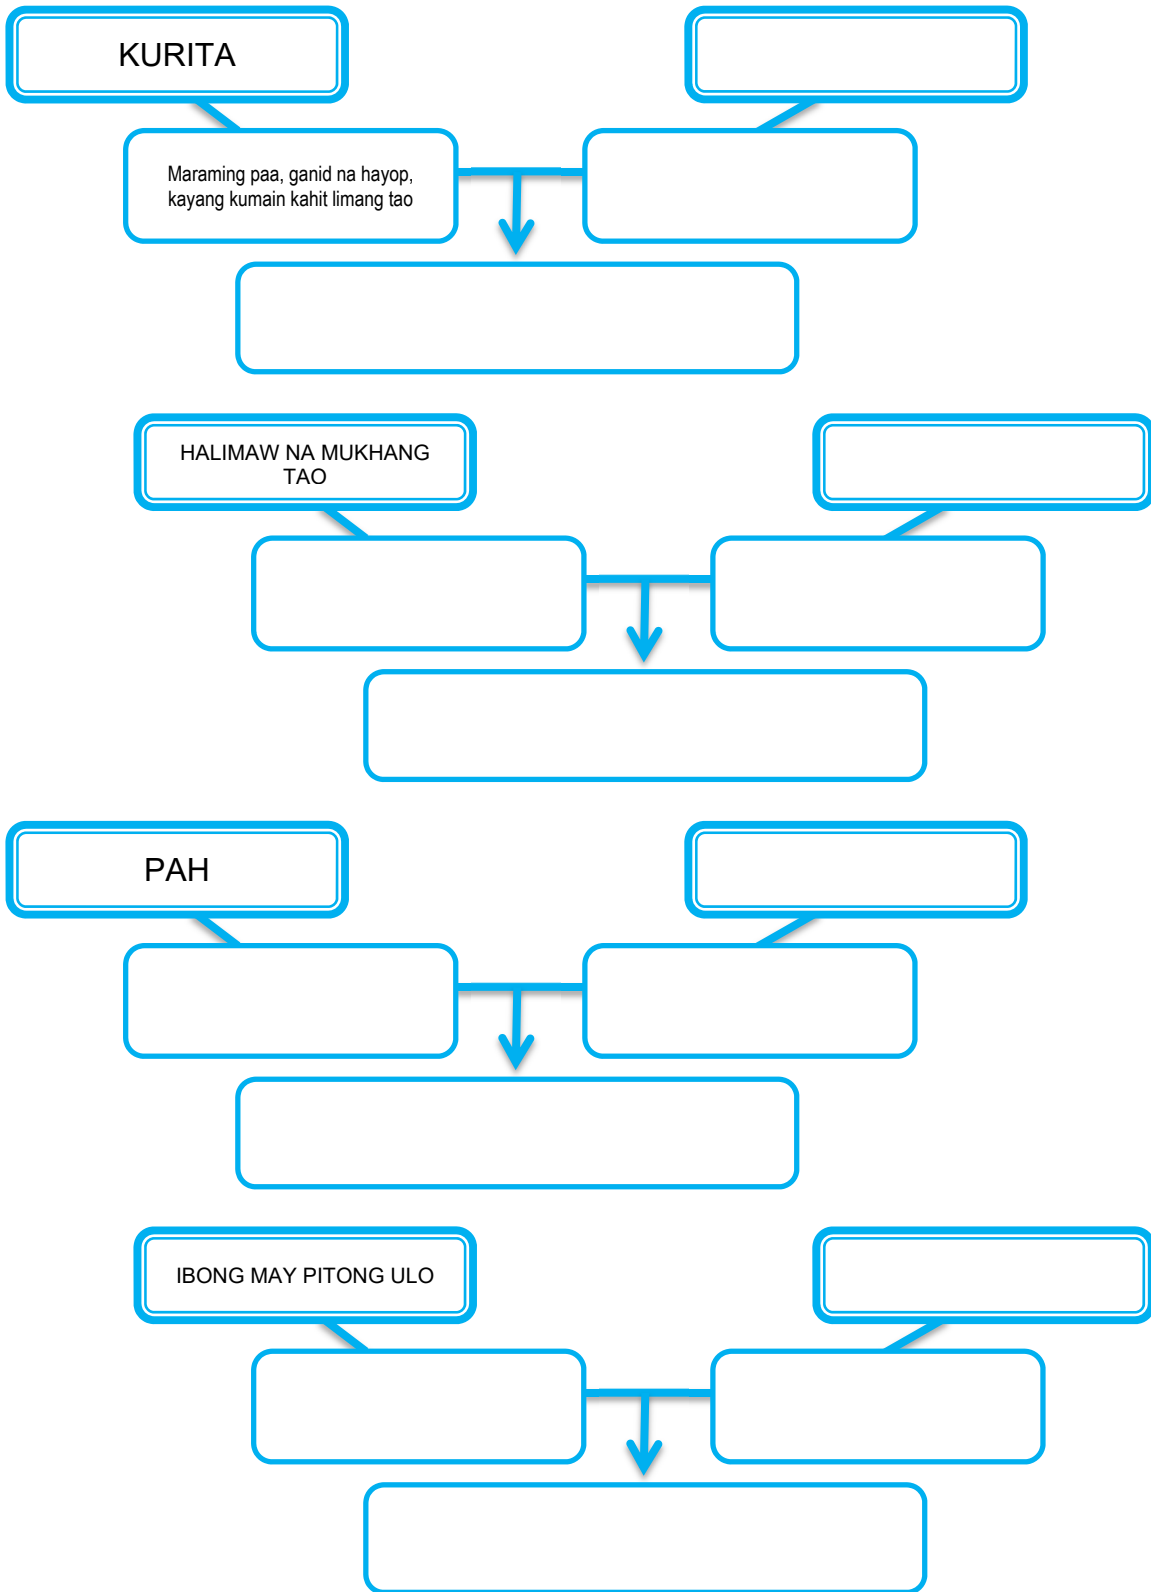 KURITA
Maraming paa, ganid na hayop,
kayang kumain kahit limang tao
HALIMAW NA MUKHANG
TAO
PAH
IBONG MAY PITONG ULO